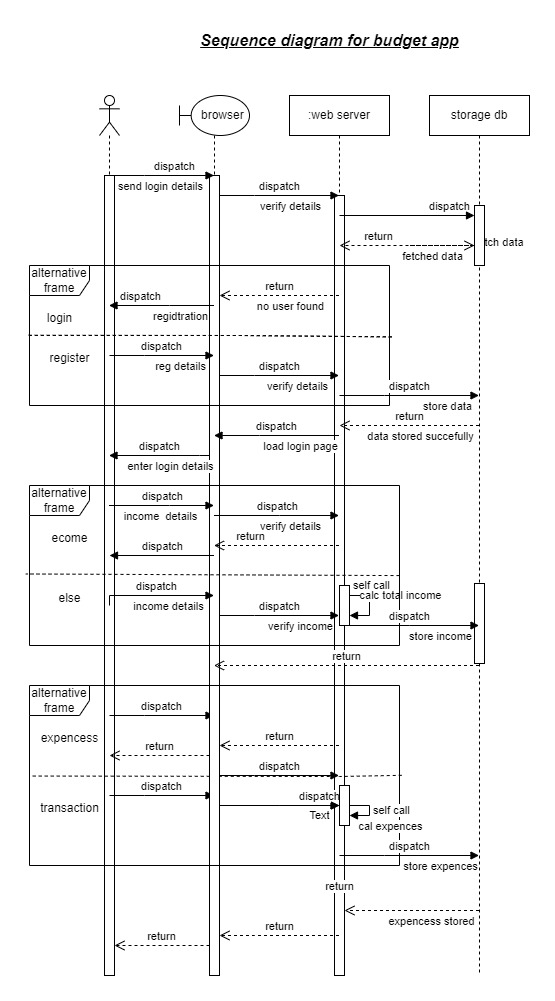 Sequence diagram for budget app
browser
:web server
storage db
dispatch
send login details
dispatch
verify details
dispatch
return
tch data
fetched data
alternative
frame
return
dispatch
no user found
regidtration
login
dispatch
register
reg details
dispatch
verify details
dispatch
store data
return
dispatch
data stored succefully
load login page
dispatch
enter login details
alternative
frame
dispatch
dispatch
income details
verify details
return
ecome
dispatch
self call
dispatch
calc total income
else
income details
dispatch
dispatch
verify income
store income
return
alternative
frame
dispatch
expencess
return
return
dispatch
dispatch
dispatch
transaction
Text
self call
cal expences
dispatch
store expences
return
expencess stored
return
return